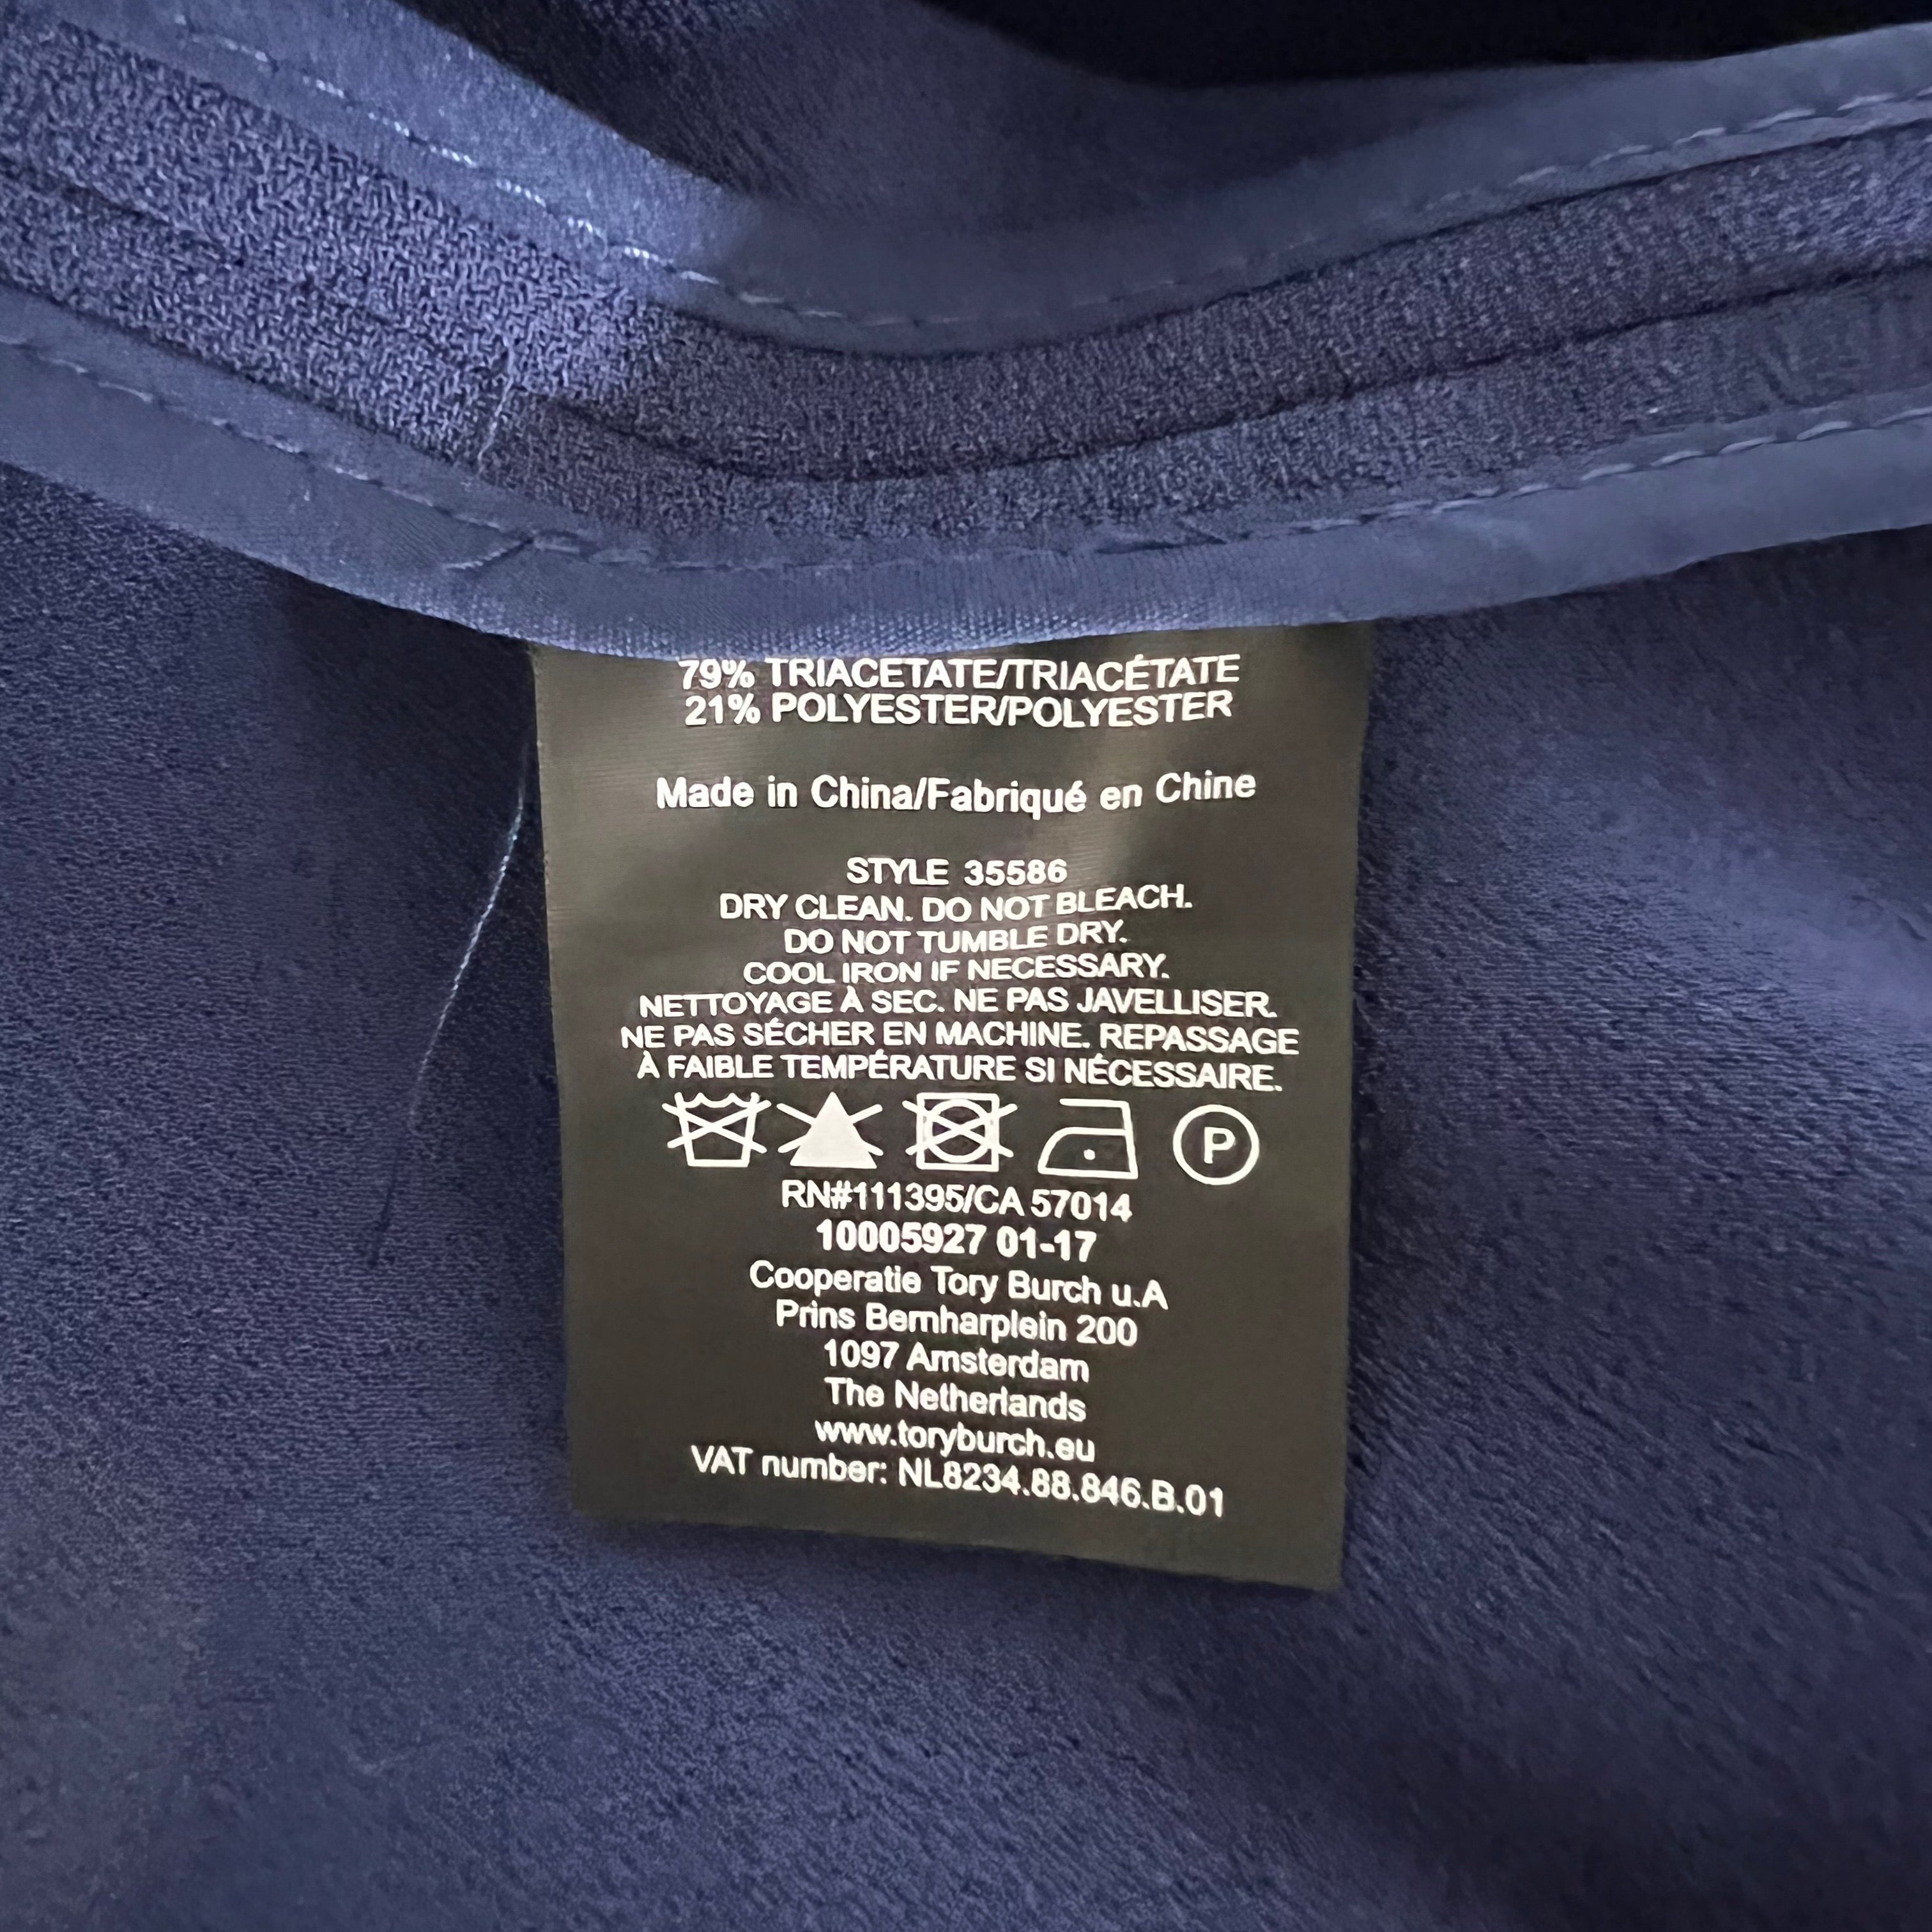 79% TRIACETATE/TRIACÉTATE
21% POLYESTER/POLYESTER
Made in China/Fabriqué en Chine
STYLE 35586
DRY CLEAN. DO NOT BLEACH.
DO NOT TUMBLE DRY.
COOL IRON IF NECESSARY.
NETTOYAGE À SEC. NE PAS JAVELLISER.
NE PAS SÉCHER EN MACHINE. REPASSAGE
À FAIBLE TEMPÉRATURE SI NÉCESSAIRE.
P
RN#111395/CA 57014
10005927 01-17
Cooperatie Tory Burch u.A
Prins Bernharplein 200
1097 Amsterdam
The Netherlands
www.toryburch.eu
VAT number: NL8234.88.846.B.01